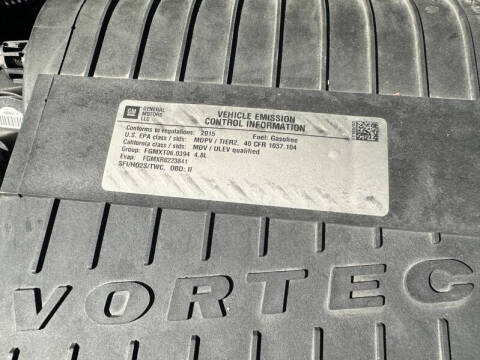 GM
GENERAL
MOTORS
LLC
VEHICLE EMISSION
CONTROL INFORMATION
Conforms to regulations: 2015 Fuel: Gasoline
U.S. EPA class / stds: MDPV / TIER2, 40 CFR 1037.104
California class / stds: MDV / ULEV qualified
Group: FGMXT06.0394 4.8L
Evap: FGMXR0223841
SFI/HO2S/TWC, OBD: II
VORTEC